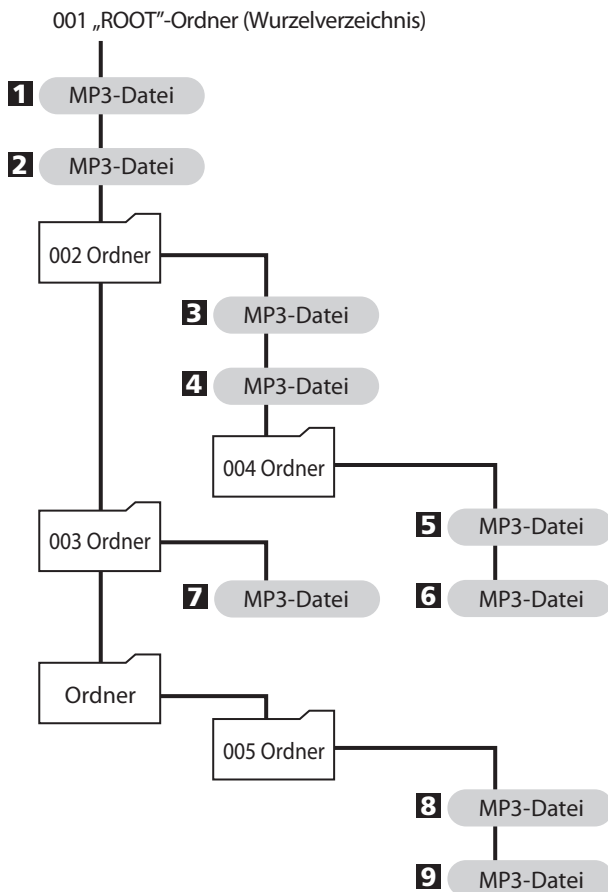 001 „ROOT”-Ordner (Wurzelverzeichnis)
1 MP3-Datei
2 MP3-Datei
002 Ordner
3 MP3-Datei
4 MP3-Datei
004 Ordner
5 MP3-Datei
003 Ordner
7 MP3-Datei
6 MP3-Datei
Ordner
005 Ordner
8 MP3-Datei
9 MP3-Datei